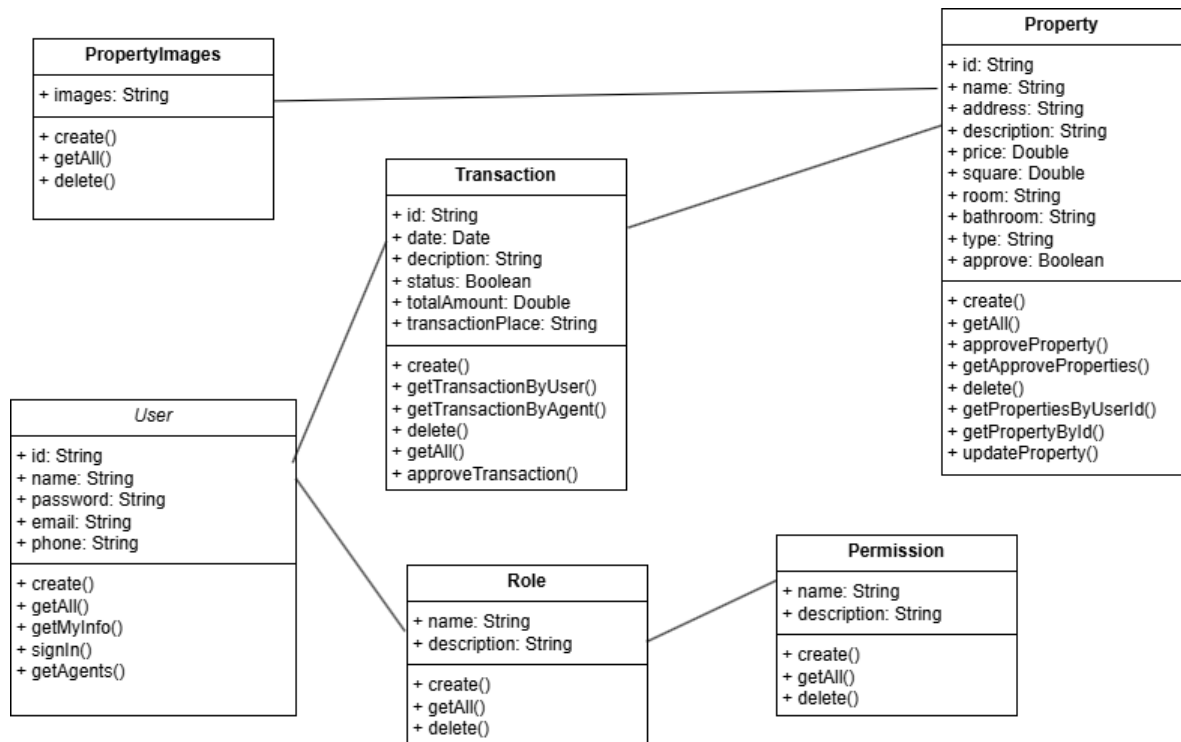 PropertyImages
+ images: String
+ create()
+ getAll()
+ delete()
Property
+ id: String
+ name: String
+ address: String
+ description: String
+ price: Double
+ square: Double
+ room: String
+ bathroom: String
+ type: String
+ approve: Boolean
+ create()
+ getAll()
+ approveProperty()
+ getApproveProperties()
+ delete()
+ getPropertiesByUserId()
+ getPropertyById()
+ updateProperty()
Transaction
+ id: String
+ date: Date
+ decription: String
+ status: Boolean
+ totalAmount: Double
+ transactionPlace: String
+ create()
+ getTransactionByUser()
+ getTransactionByAgent()
+ delete()
+ getAll()
+ approveTransaction()
User
+ id: String
+ name: String
+ password: String
+ email: String
+ phone: String
+ create()
+ getAll()
+ getMyInfo()
+ signIn()
+ getAgents()
Role
+ name: String
+ description: String
+ create()
+ getAll()
+ delete()
Permission
+ name: String
+ description: String
+ create()
+ getAll()
+ delete()